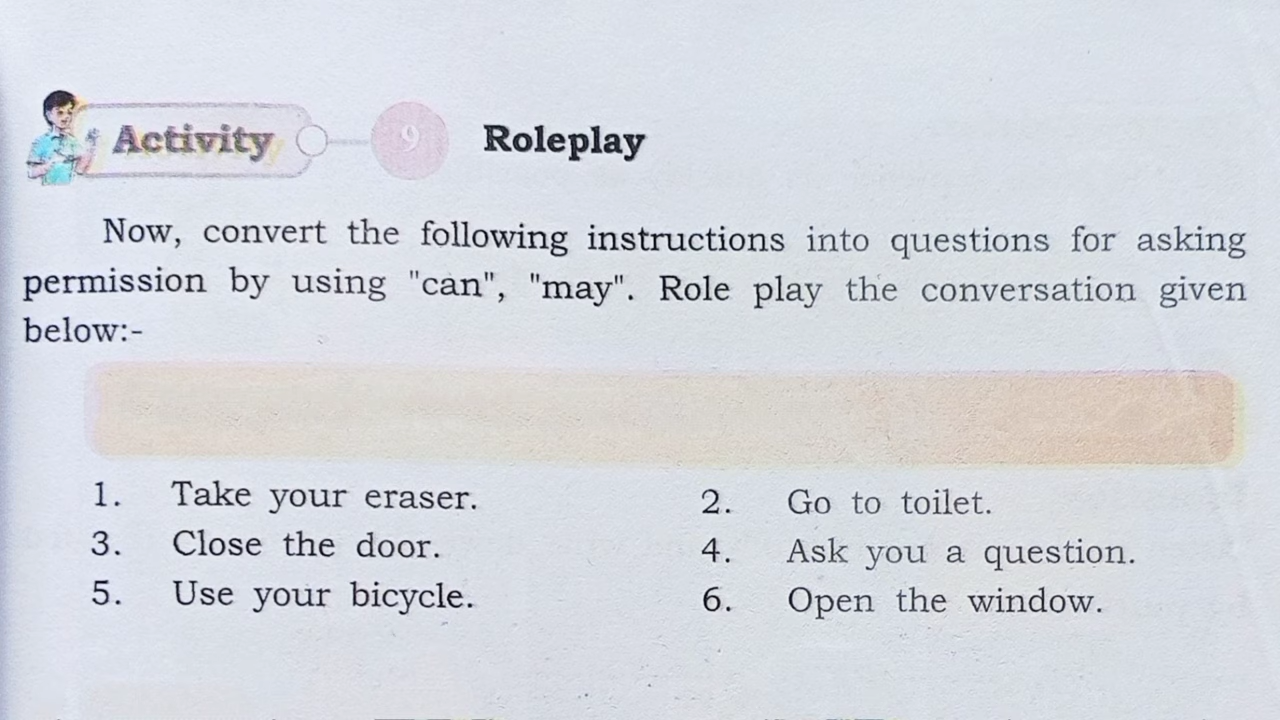 Activity 9 Roleplay
Now, convert the following instructions into questions for asking
permission by using "can", "may". Role play the conversation given
below:-
1. Take your eraser. 2. Go to toilet.
3. Close the door. 4. Ask you a question.
5. Use your bicycle. 6. Open the window.